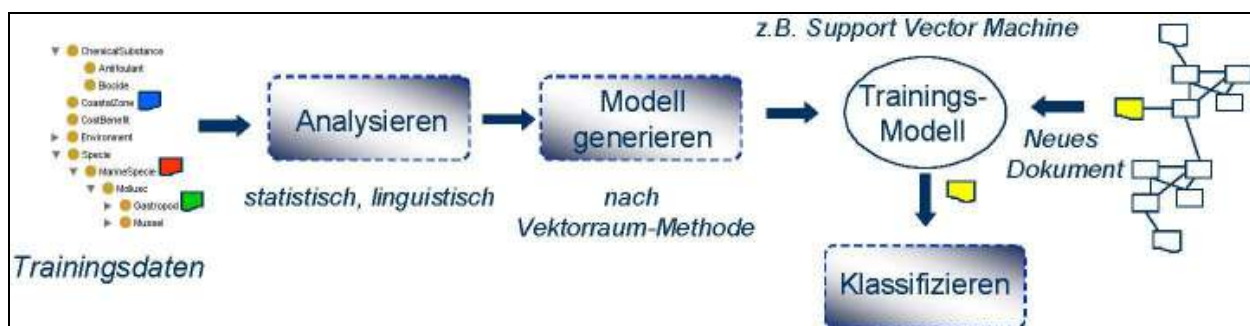 z.B. Support Vector Machine
ChemicalSubstance
Antifoulant
Biocide
CoastalZone
CostBenefit
Environment
Specie
MarineSpecie
Mollusc
Gastropod
Mussel
Trainingsdaten
Analysieren
statistisch, linguistisch
Modell
generieren
nach
Vektorraum-Methode
Trainings-
Modell
Neues
Dokument
Klassifizieren